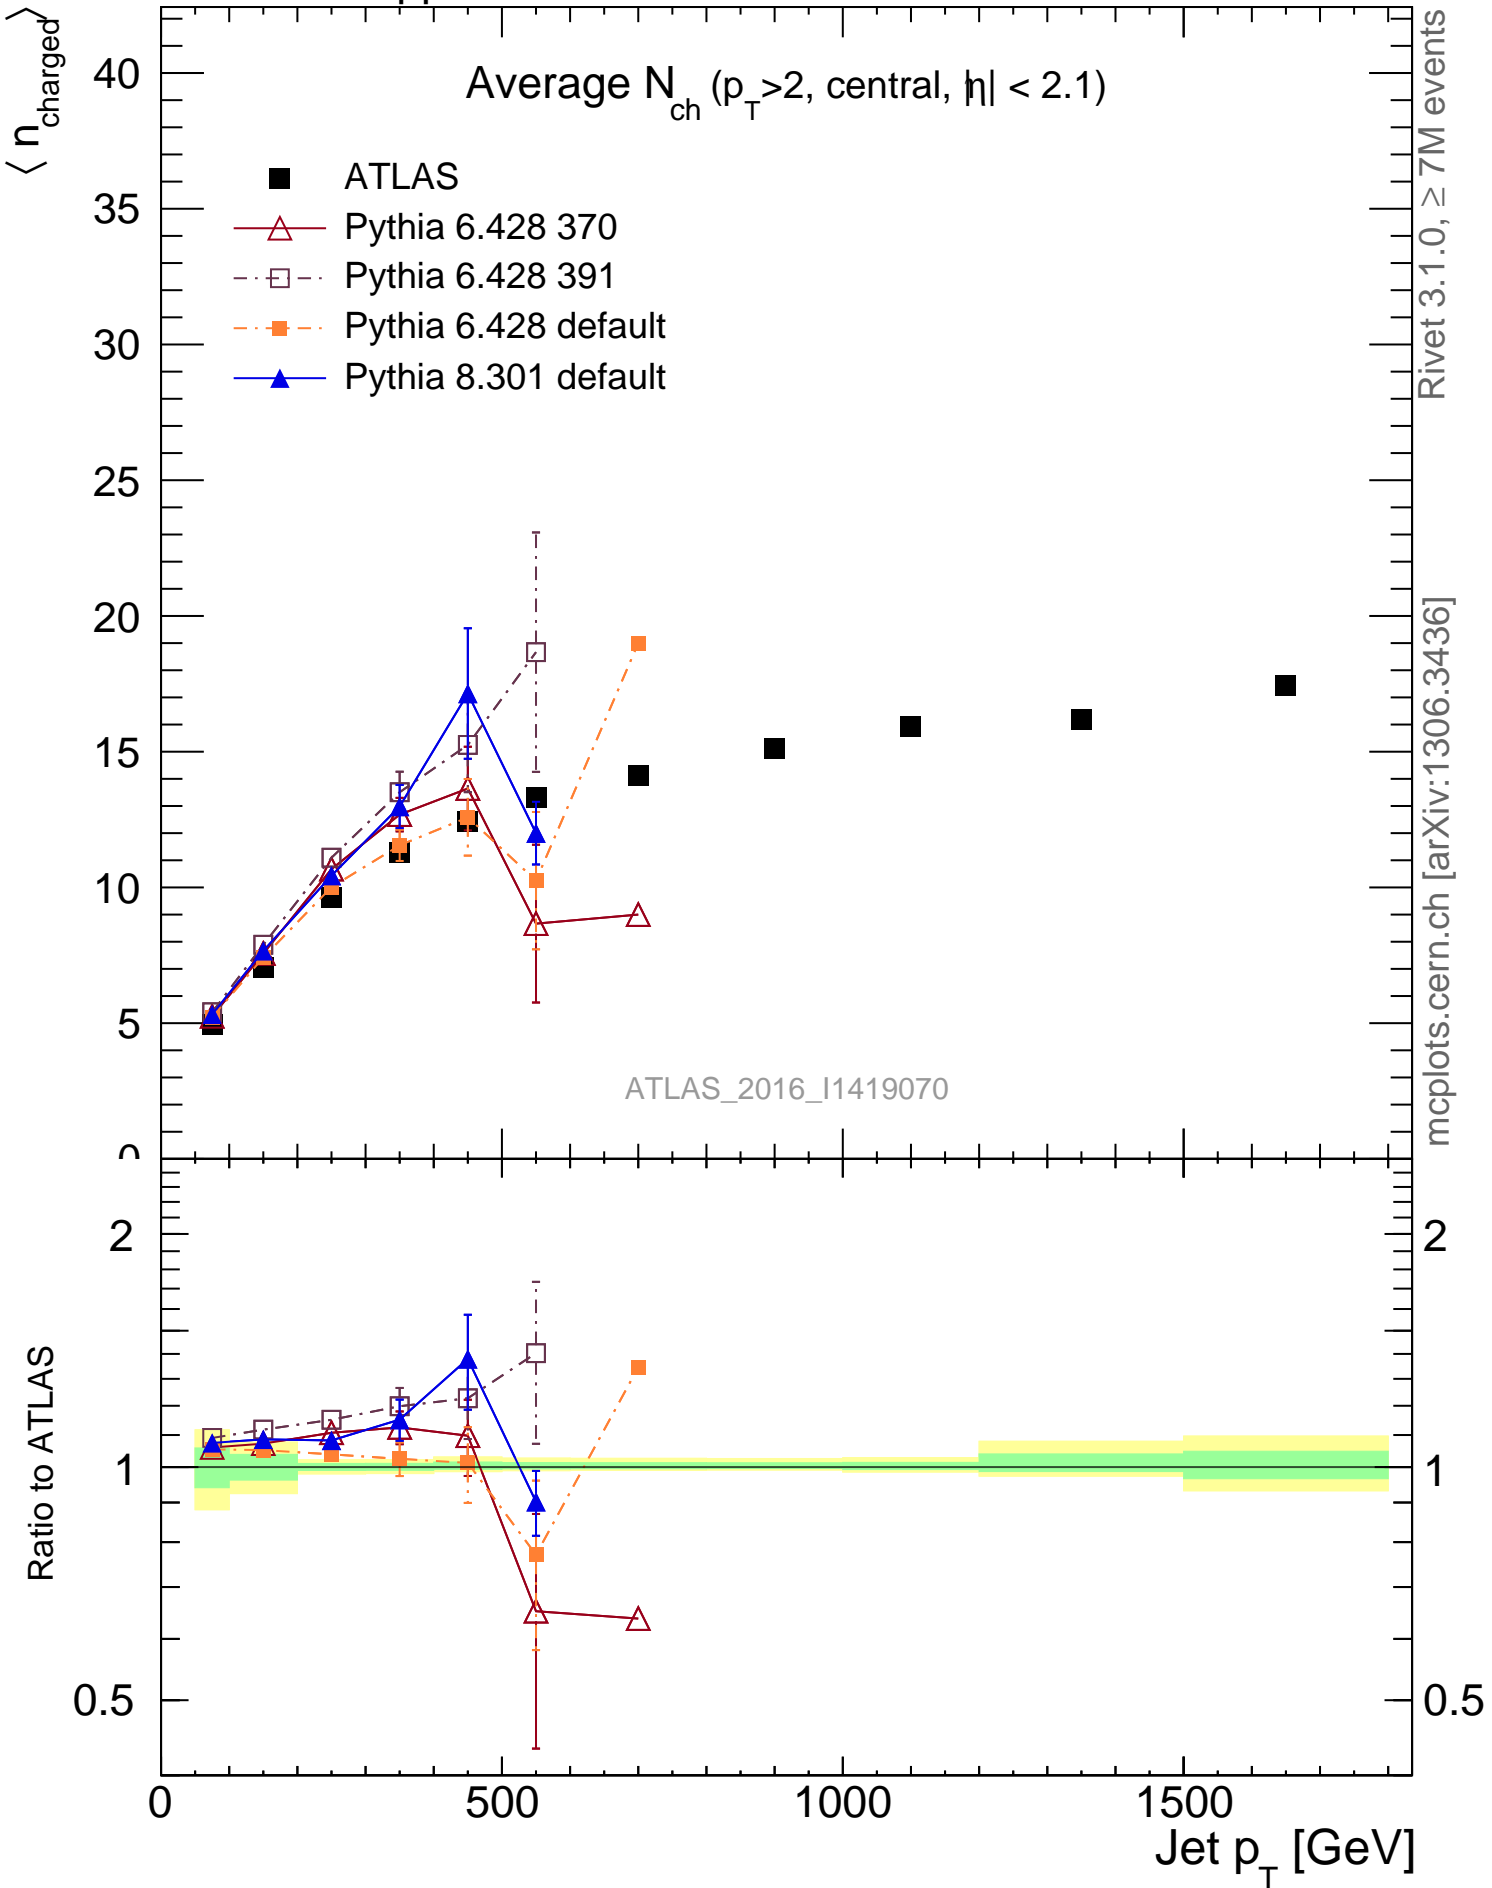 ⟨ n_charged ⟩
Average N_ch (p_T>2, central, |η| < 2.1)
ATLAS
Pythia 6.428 370
Pythia 6.428 391
Pythia 6.428 default
Pythia 8.301 default
40
35
30
25
20
15
10
5
0
ATLAS_2016_I1419070
Rivet 3.1.0, ≥ 7M events
mcplots.cern.ch [arXiv:1306.3436]
Ratio to ATLAS
2
1
0.5
2
1
0.5
0
500
1000
1500
Jet p_T [GeV]